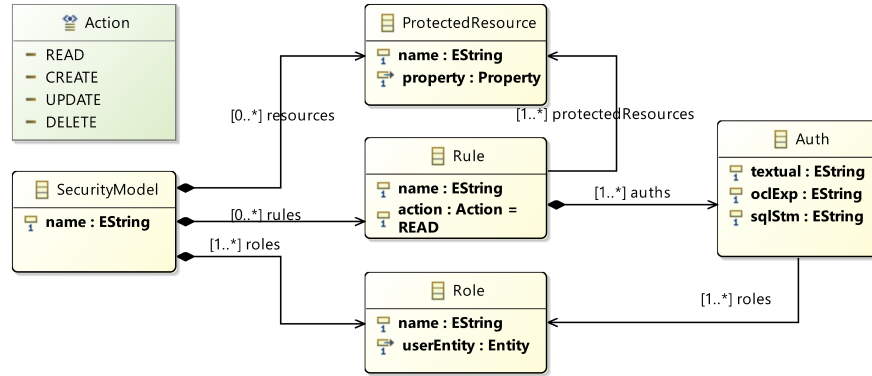 Action
READ
CREATE
UPDATE
DELETE
ProtectedResource
name : EString
property : Property
[0..*] resources
[1..*] protectedResources
Rule
name : EString
action : Action =
READ
Auth
textual : EString
oclExp : EString
sqlStm : EString
SecurityModel
name : EString
[0..*] rules
[1..*] auths
[1..*] roles
Role
name : EString
userEntity : Entity
[1..*] roles